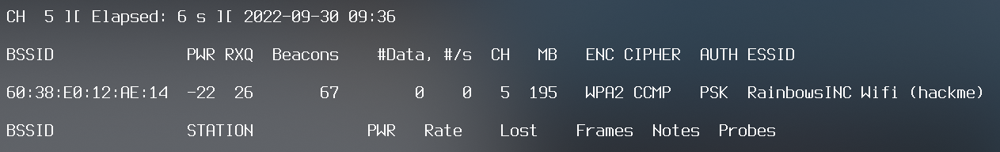 CH 5 ][ Elapsed: 6 s ][ 2022-09-30 09:36
BSSID PWR RXQ Beacons #Data, #/s CH MB ENC CIPHER AUTH ESSID
60:38:E0:12:AE:14 -22 26 67 0 0 5 195 WPA2 CCMP PSK RainbowsINC Wifi (hackme)
BSSID STATION PWR Rate Lost Frames Notes Probes